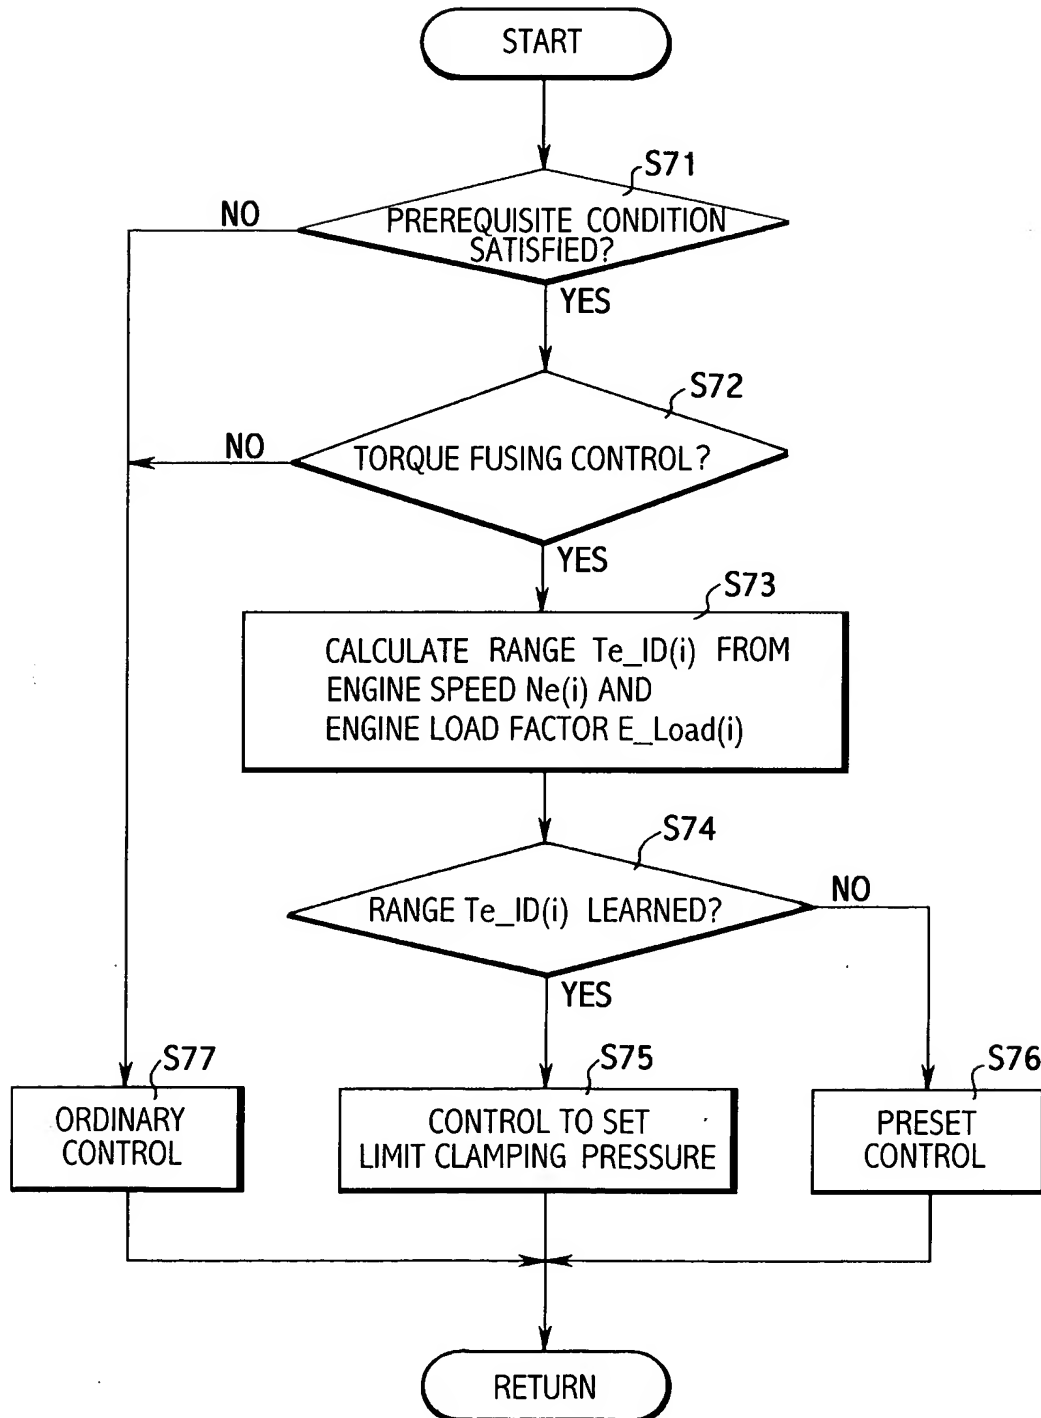 START
S71
NO
PREREQUISITE CONDITION
SATISFIED?
YES
S72
NO
TORQUE FUSING CONTROL?
YES
S73
CALCULATE RANGE Te_ID(i) FROM
ENGINE SPEED Ne(i) AND
ENGINE LOAD FACTOR E_Load(i)
S74
RANGE Te_ID(i) LEARNED?
NO
YES
S77
S75
S76
ORDINARY
CONTROL
CONTROL TO SET
LIMIT CLAMPING PRESSURE
PRESET
CONTROL
RETURN